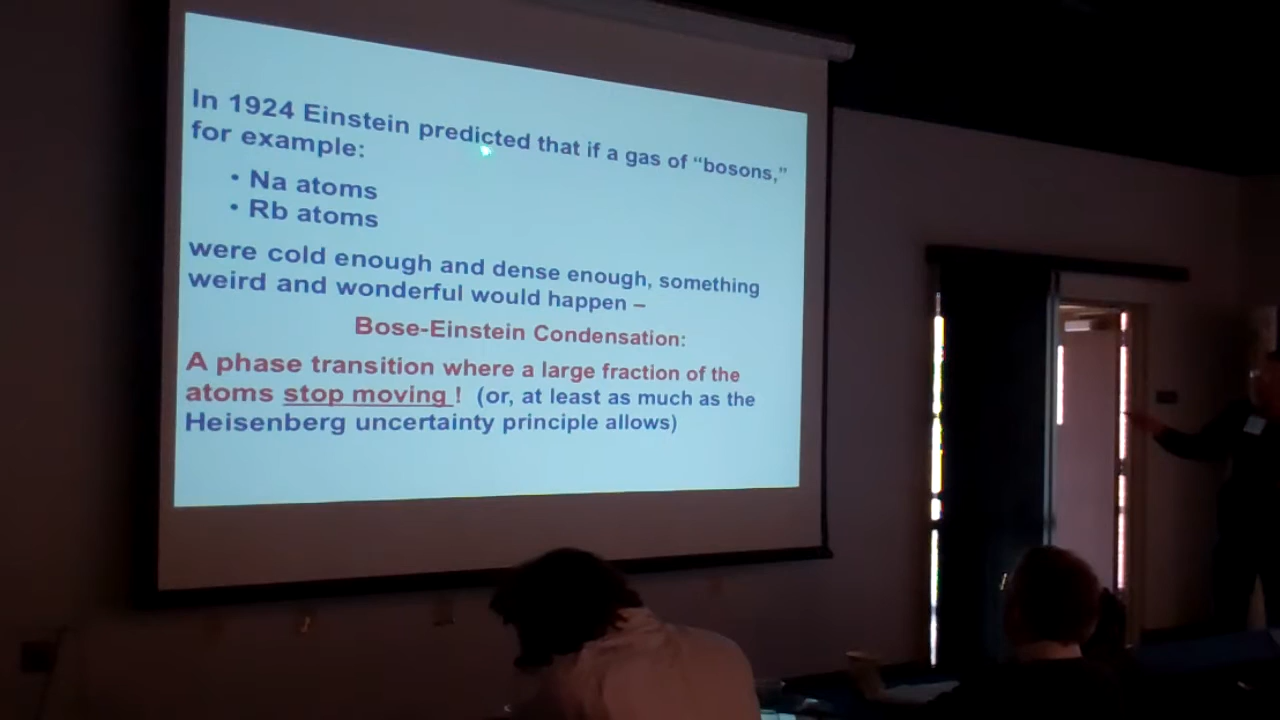 In 1924 Einstein predicted that if a gas of “bosons,”
for example:
• Na atoms
• Rb atoms
were cold enough and dense enough, something
weird and wonderful would happen –
Bose-Einstein Condensation:
A phase transition where a large fraction of the
atoms stop moving ! (or, at least as much as the
Heisenberg uncertainty principle allows)